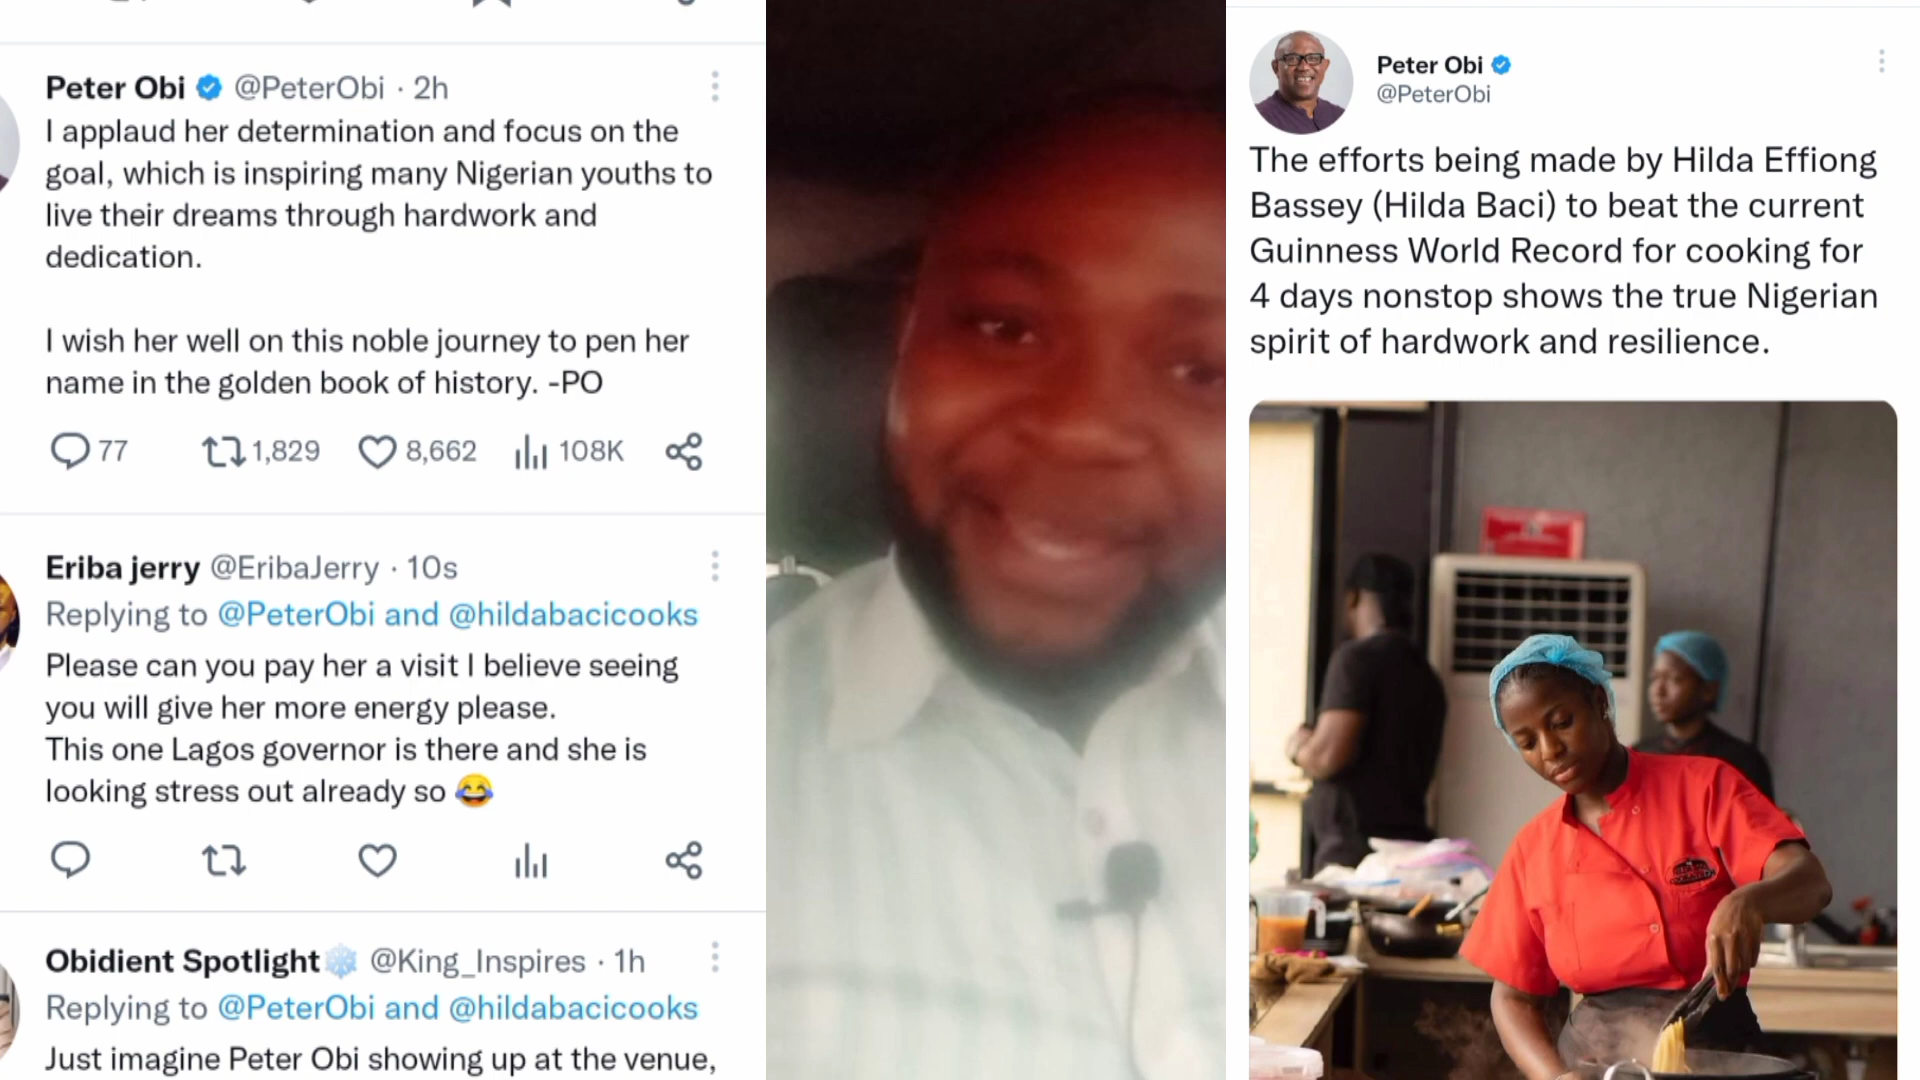 Peter Obi @PeterObi · 2h
I applaud her determination and focus on the
goal, which is inspiring many Nigerian youths to
live their dreams through hardwork and
dedication.
I wish her well on this noble journey to pen her
name in the golden book of history. -PO
77 1,829 8,662 108K
Eriba jerry @EribaJerry · 10s
Replying to @PeterObi and @hildabacicooks
Please can you pay her a visit I believe seeing
you will give her more energy please.
This one Lagos governor is there and she is
looking stress out already so 😂
Obidient Spotlight❄️ @King_Inspires · 1h
Replying to @PeterObi and @hildabacicooks
Just imagine Peter Obi showing up at the venue,
Peter Obi
@PeterObi
The efforts being made by Hilda Effiong
Bassey (Hilda Baci) to beat the current
Guinness World Record for cooking for
4 days nonstop shows the true Nigerian
spirit of hardwork and resilience.